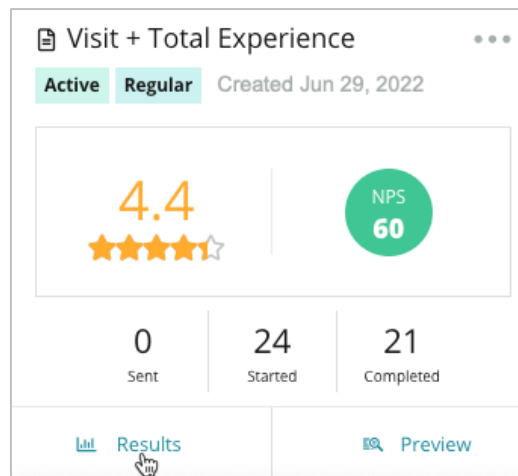 Visit + Total Experience
Active Regular Created Jun 29, 2022
4.4
NPS
60
0 24 21
Sent Started Completed
Results Preview